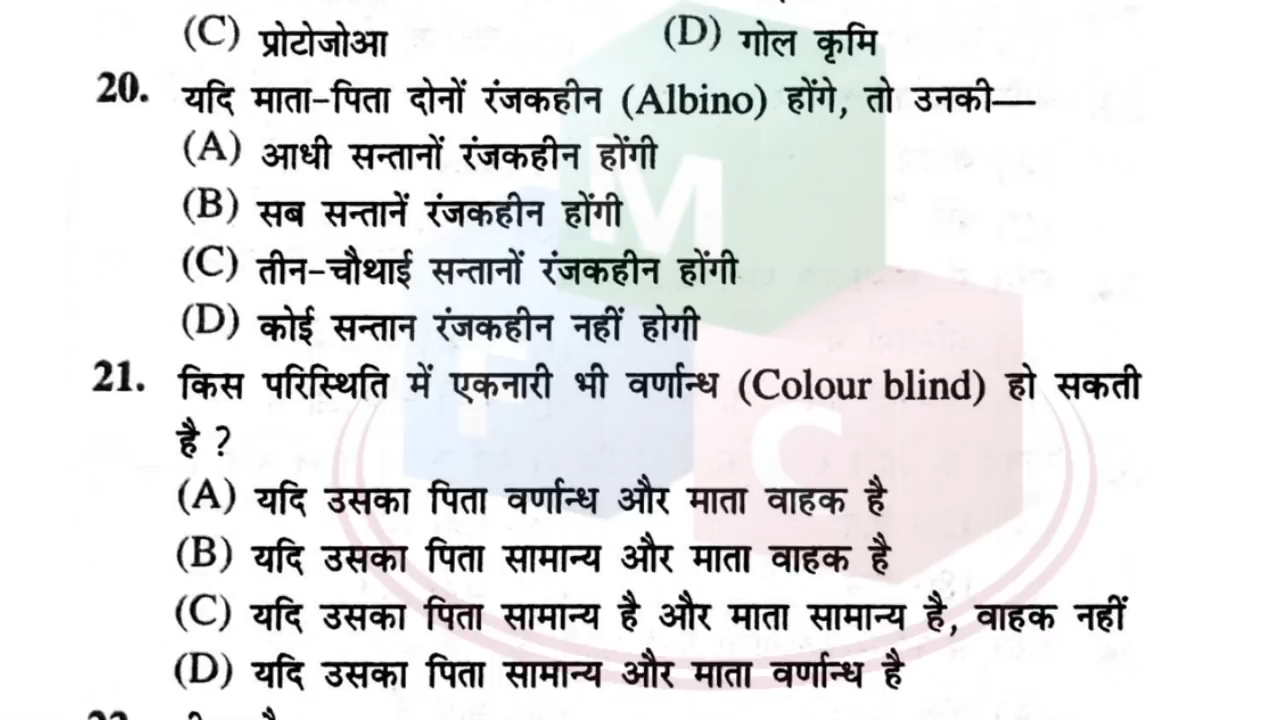 (C) प्रोटोजोआ (D) गोल कृमि
20. यदि माता-पिता दोनों रंजकहीन (Albino) होंगे, तो उनकी—
(A) आधी सन्तानों रंजकहीन होंगी
(B) सब सन्तानें रंजकहीन होंगी
(C) तीन-चौथाई सन्तानों रंजकहीन होंगी
(D) कोई सन्तान रंजकहीन नहीं होगी
21. किस परिस्थिति में एकनारी भी वर्णान्ध (Colour blind) हो सकती
है ?
(A) यदि उसका पिता वर्णान्ध और माता वाहक है
(B) यदि उसका पिता सामान्य और माता वाहक है
(C) यदि उसका पिता सामान्य है और माता सामान्य है, वाहक नहीं
(D) यदि उसका पिता सामान्य और माता वर्णान्ध है
M
F
C